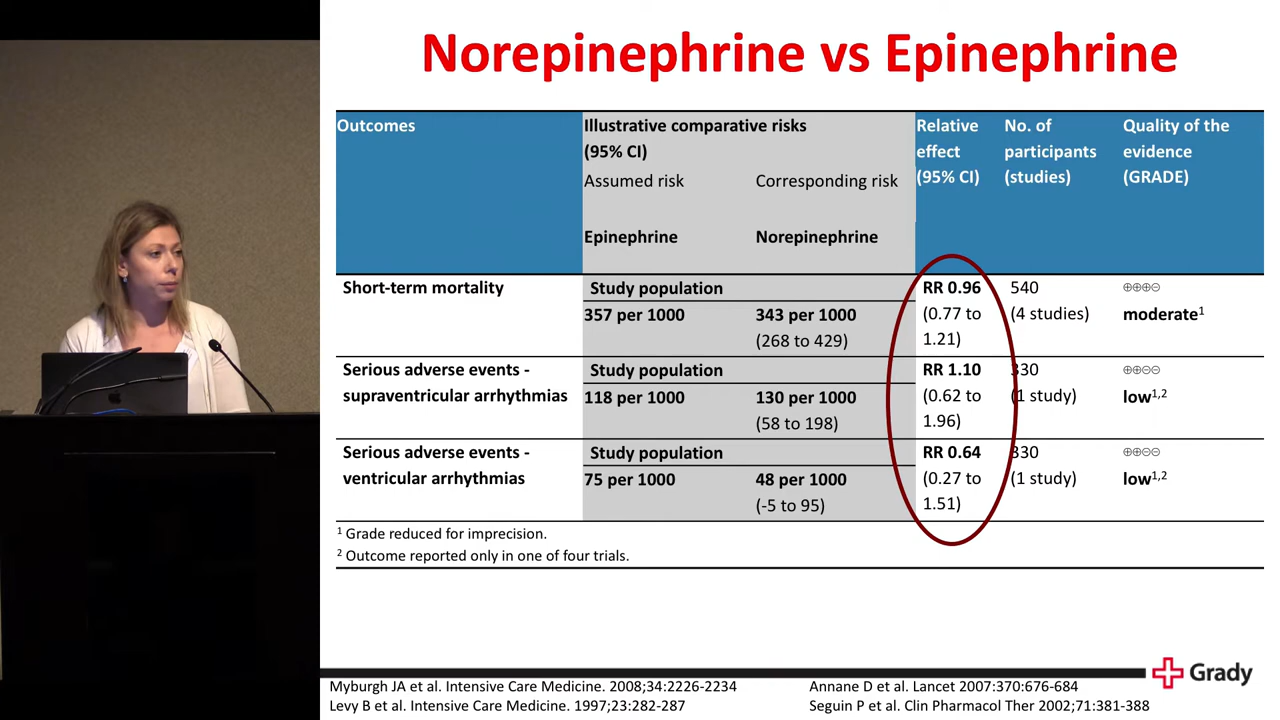 Norepinephrine vs Epinephrine
Outcomes
Illustrative comparative risks
(95% CI)
Assumed risk
Corresponding risk
Epinephrine
Norepinephrine
Relative
effect
(95% CI)
No. of
participants
(studies)
Quality of the
evidence
(GRADE)
Short-term mortality
Study population
357 per 1000
343 per 1000
(268 to 429)
RR 0.96
(0.77 to
1.21)
540
(4 studies)
⊕⊕⊕⊝
moderate¹
Serious adverse events -
supraventricular arrhythmias
Study population
118 per 1000
130 per 1000
(58 to 198)
RR 1.10
(0.62 to
1.96)
330
(1 study)
⊕⊕⊝⊝
low¹,²
Serious adverse events -
ventricular arrhythmias
Study population
75 per 1000
48 per 1000
(-5 to 95)
RR 0.64
(0.27 to
1.51)
330
(1 study)
⊕⊕⊝⊝
low¹,²
¹ Grade reduced for imprecision.
² Outcome reported only in one of four trials.
Grady
Myburgh JA et al. Intensive Care Medicine. 2008;34:2226-2234
Levy B et al. Intensive Care Medicine. 1997;23:282-287
Annane D et al. Lancet 2007:370:676-684
Seguin P et al. Clin Pharmacol Ther 2002;71:381-388